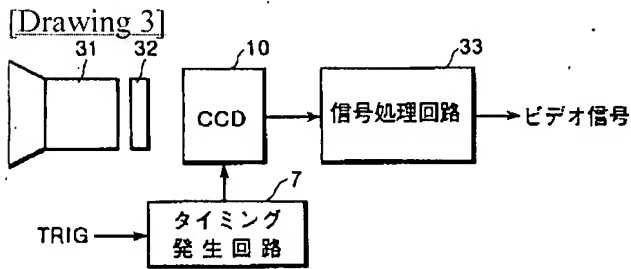 [Drawing 3]
31 32 10 33
CCD
信号処理回路
ビデオ信号
7
TRIG
タイミング
発生回路